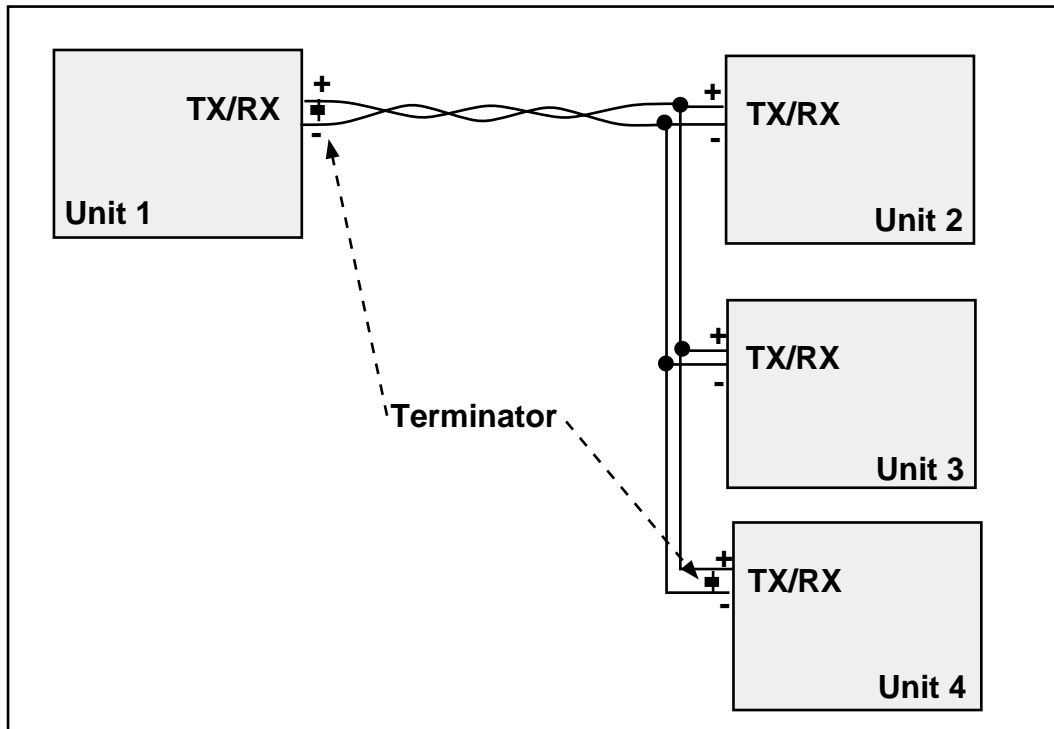 +
TX/RX
-
Unit 1
+
TX/RX
-
Unit 2
+
TX/RX
-
Unit 3
Terminator
+
TX/RX
-
Unit 4